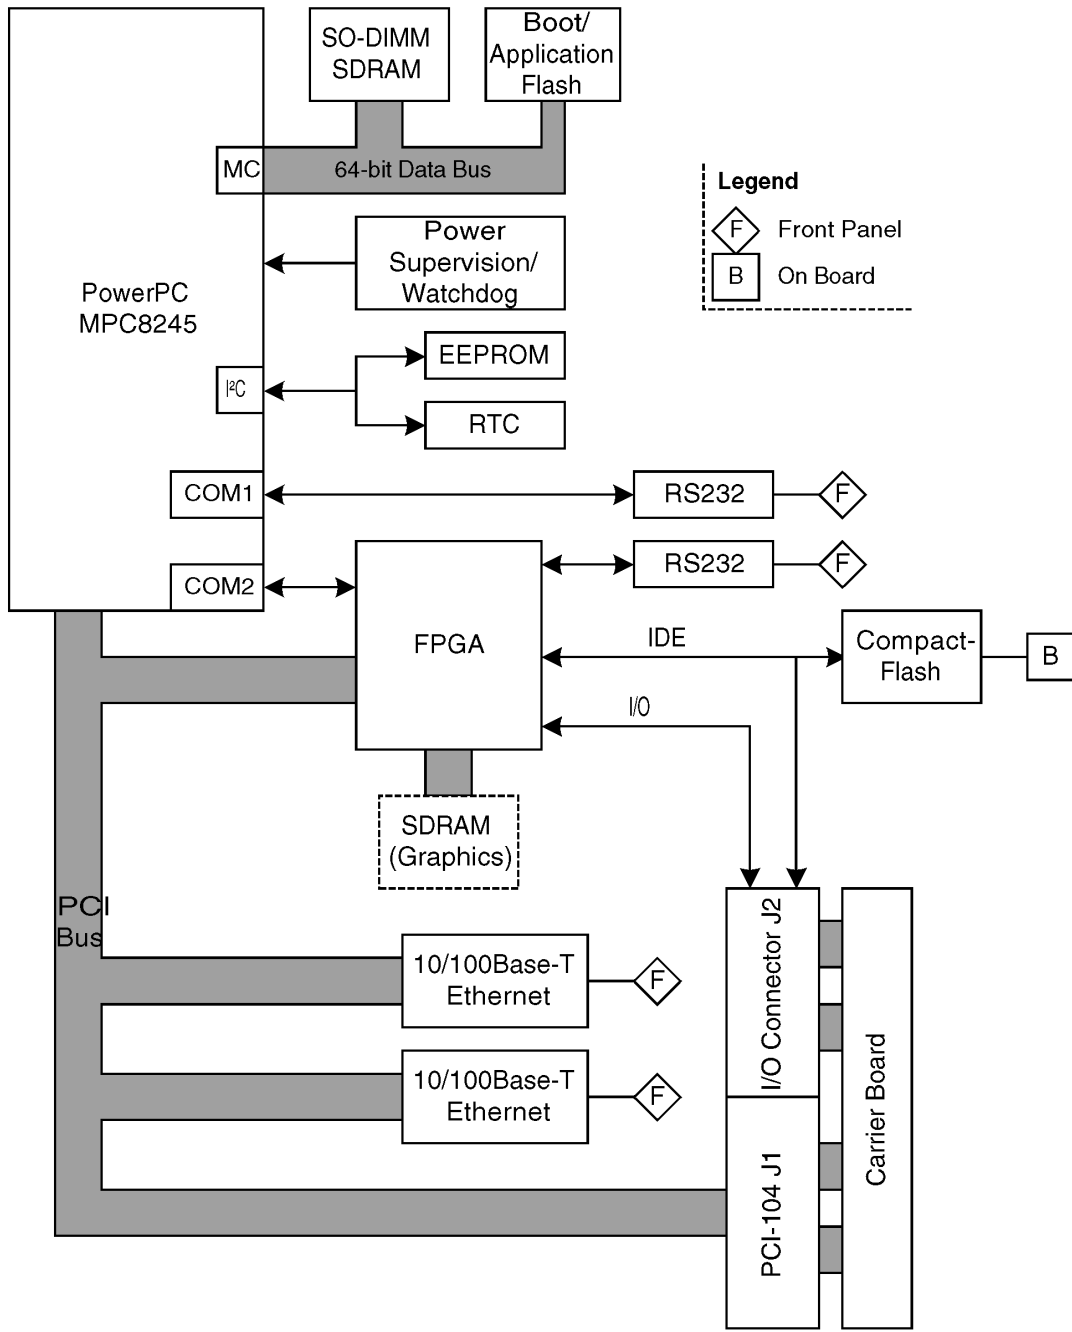 SO-DIMM
SDRAM
Boot/
Application
Flash
MC
64-bit Data Bus
Legend
F
Front Panel
B
On Board
Power
Supervision/
Watchdog
PowerPC
MPC8245
EEPROM
I²C
RTC
COM1
RS232
F
RS232
F
COM2
FPGA
IDE
Compact-
Flash
B
I/O
SDRAM
(Graphics)
PCI
Bus
10/100Base-T
Ethernet
F
10/100Base-T
Ethernet
F
I/O Connector J2
PCI-104 J1
Carrier Board